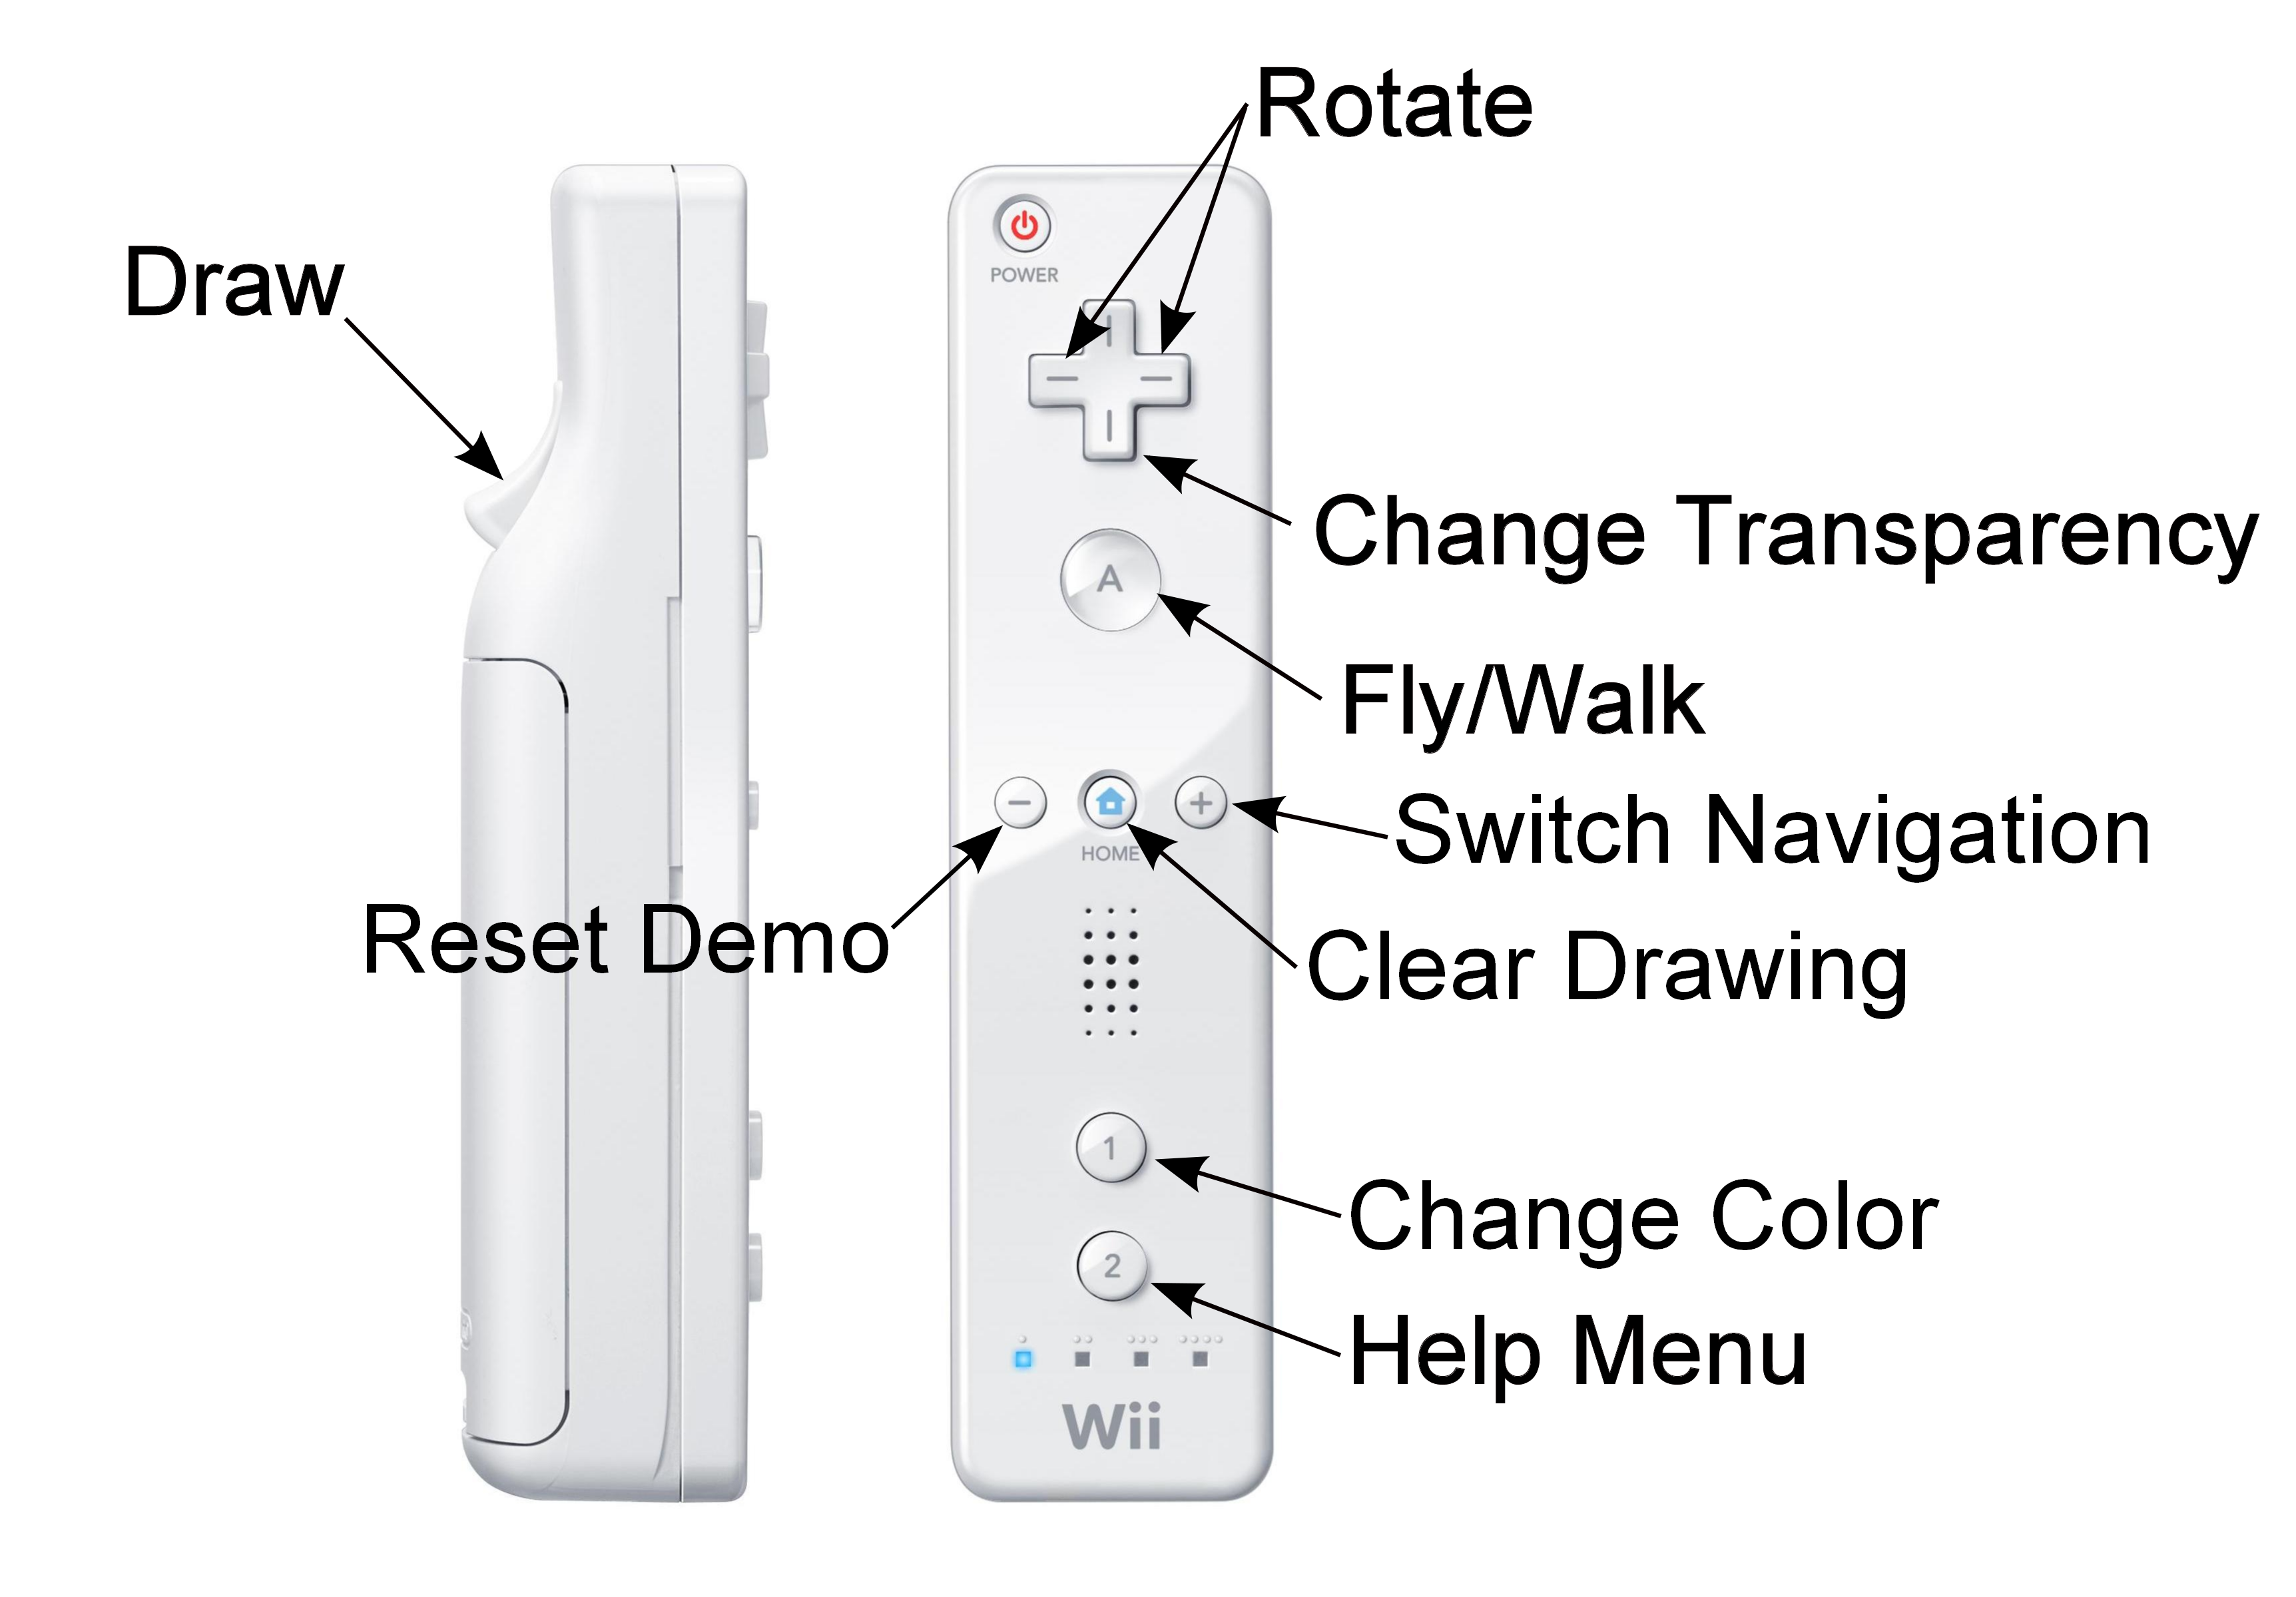 Rotate
POWER
Draw
Change Transparency
A
Fly/Walk
Switch Navigation
HOME
Reset Demo
Clear Drawing
1
Change Color
2
Help Menu
Wii